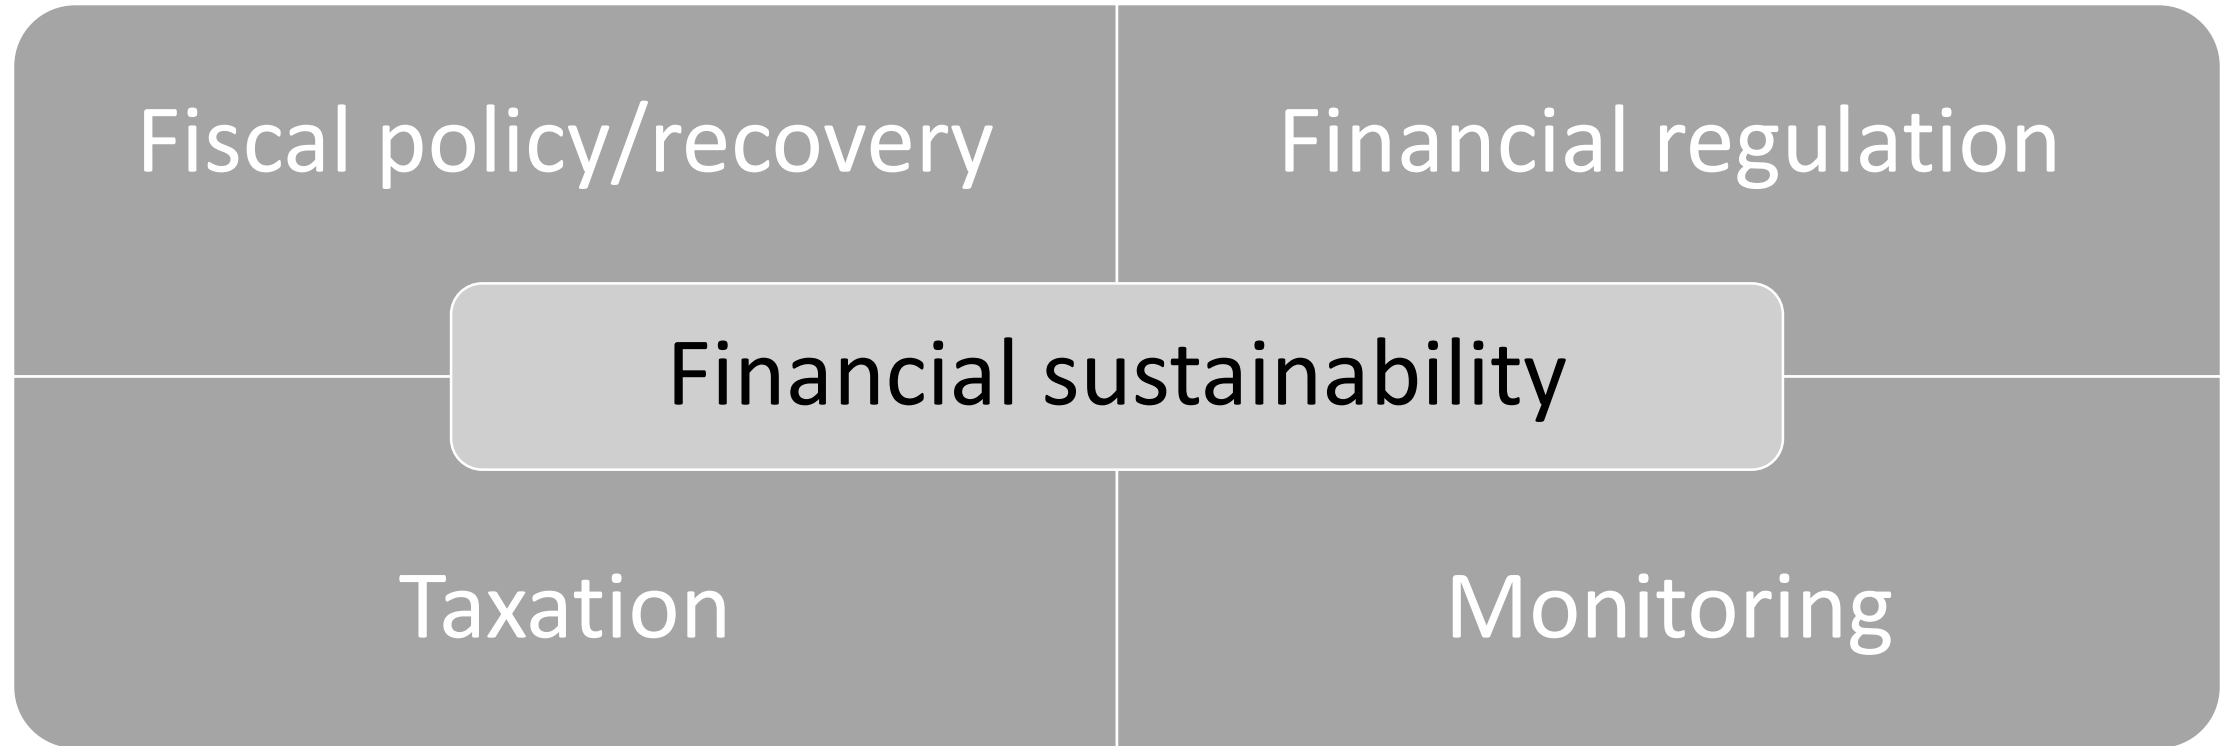 Fiscal policy/recovery
Financial regulation
Financial sustainability
Taxation
Monitoring